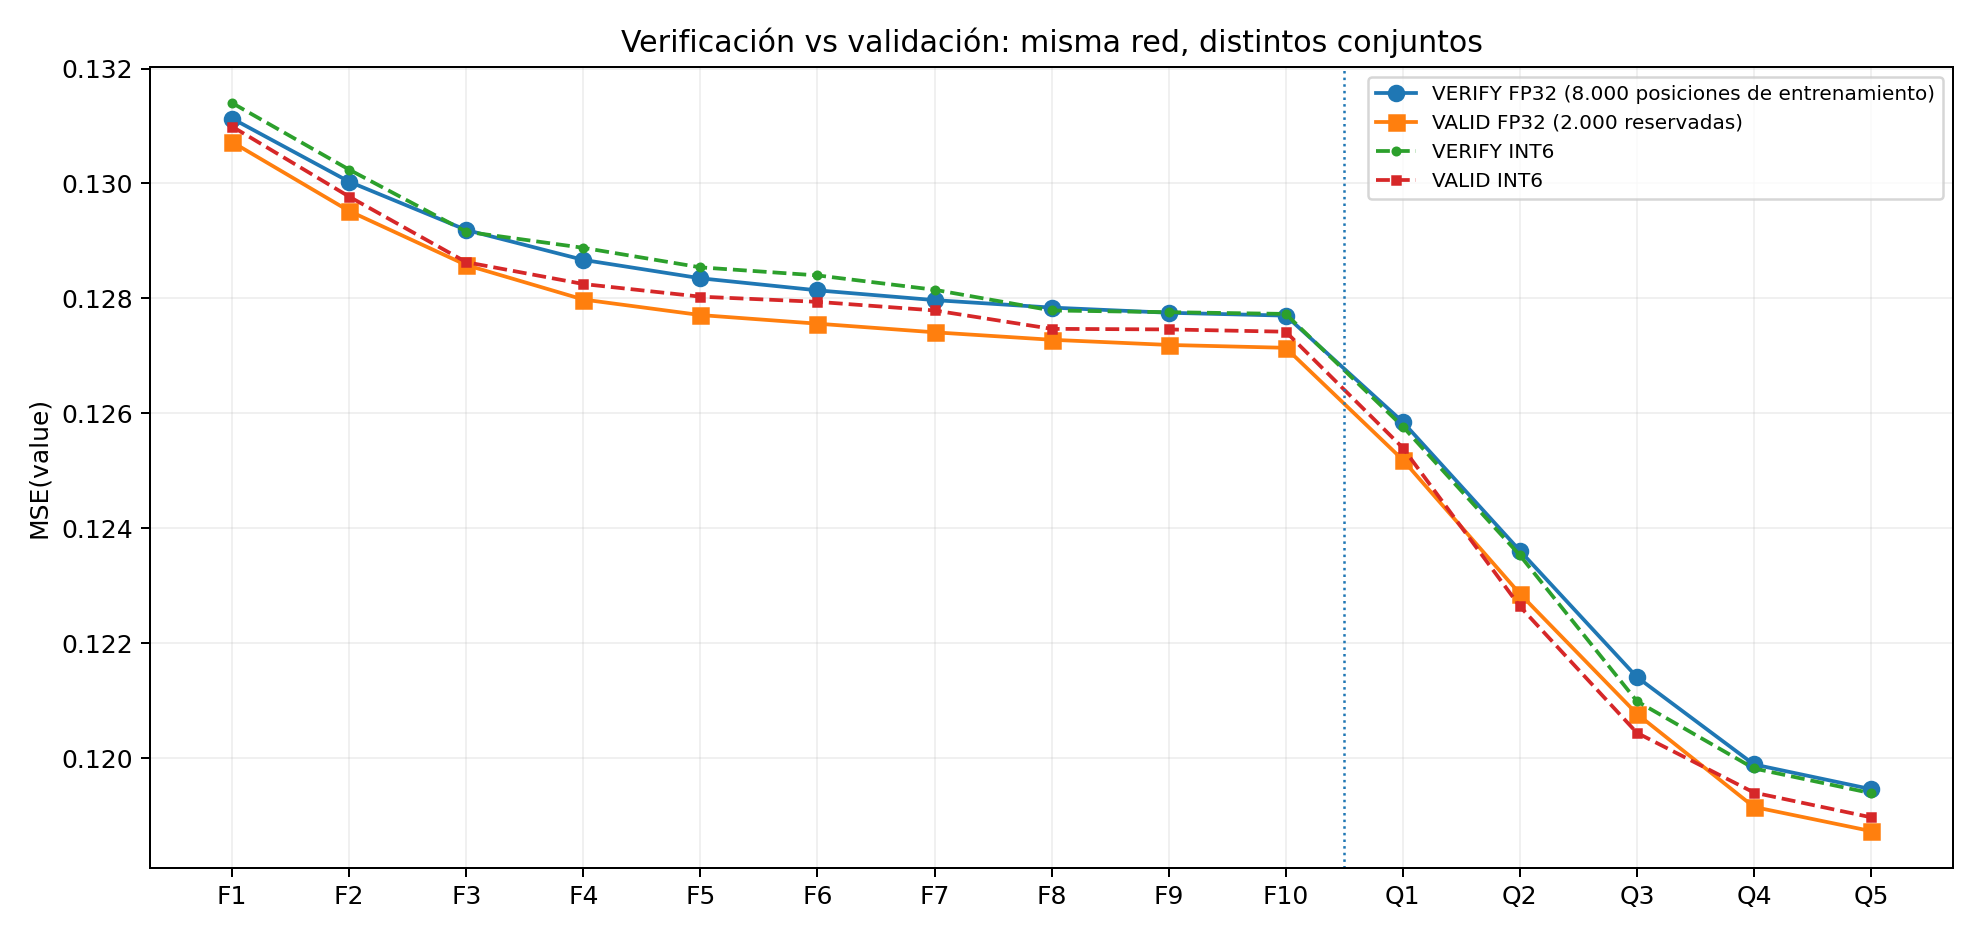 Verificación vs validación: misma red, distintos conjuntos
VERIFY FP32 (8.000 posiciones de entrenamiento)
VALID FP32 (2.000 reservadas)
VERIFY INT6
VALID INT6
MSE(value)
0.132
0.130
0.128
0.126
0.124
0.122
0.120
F1 F2 F3 F4 F5 F6 F7 F8 F9 F10 Q1 Q2 Q3 Q4 Q5